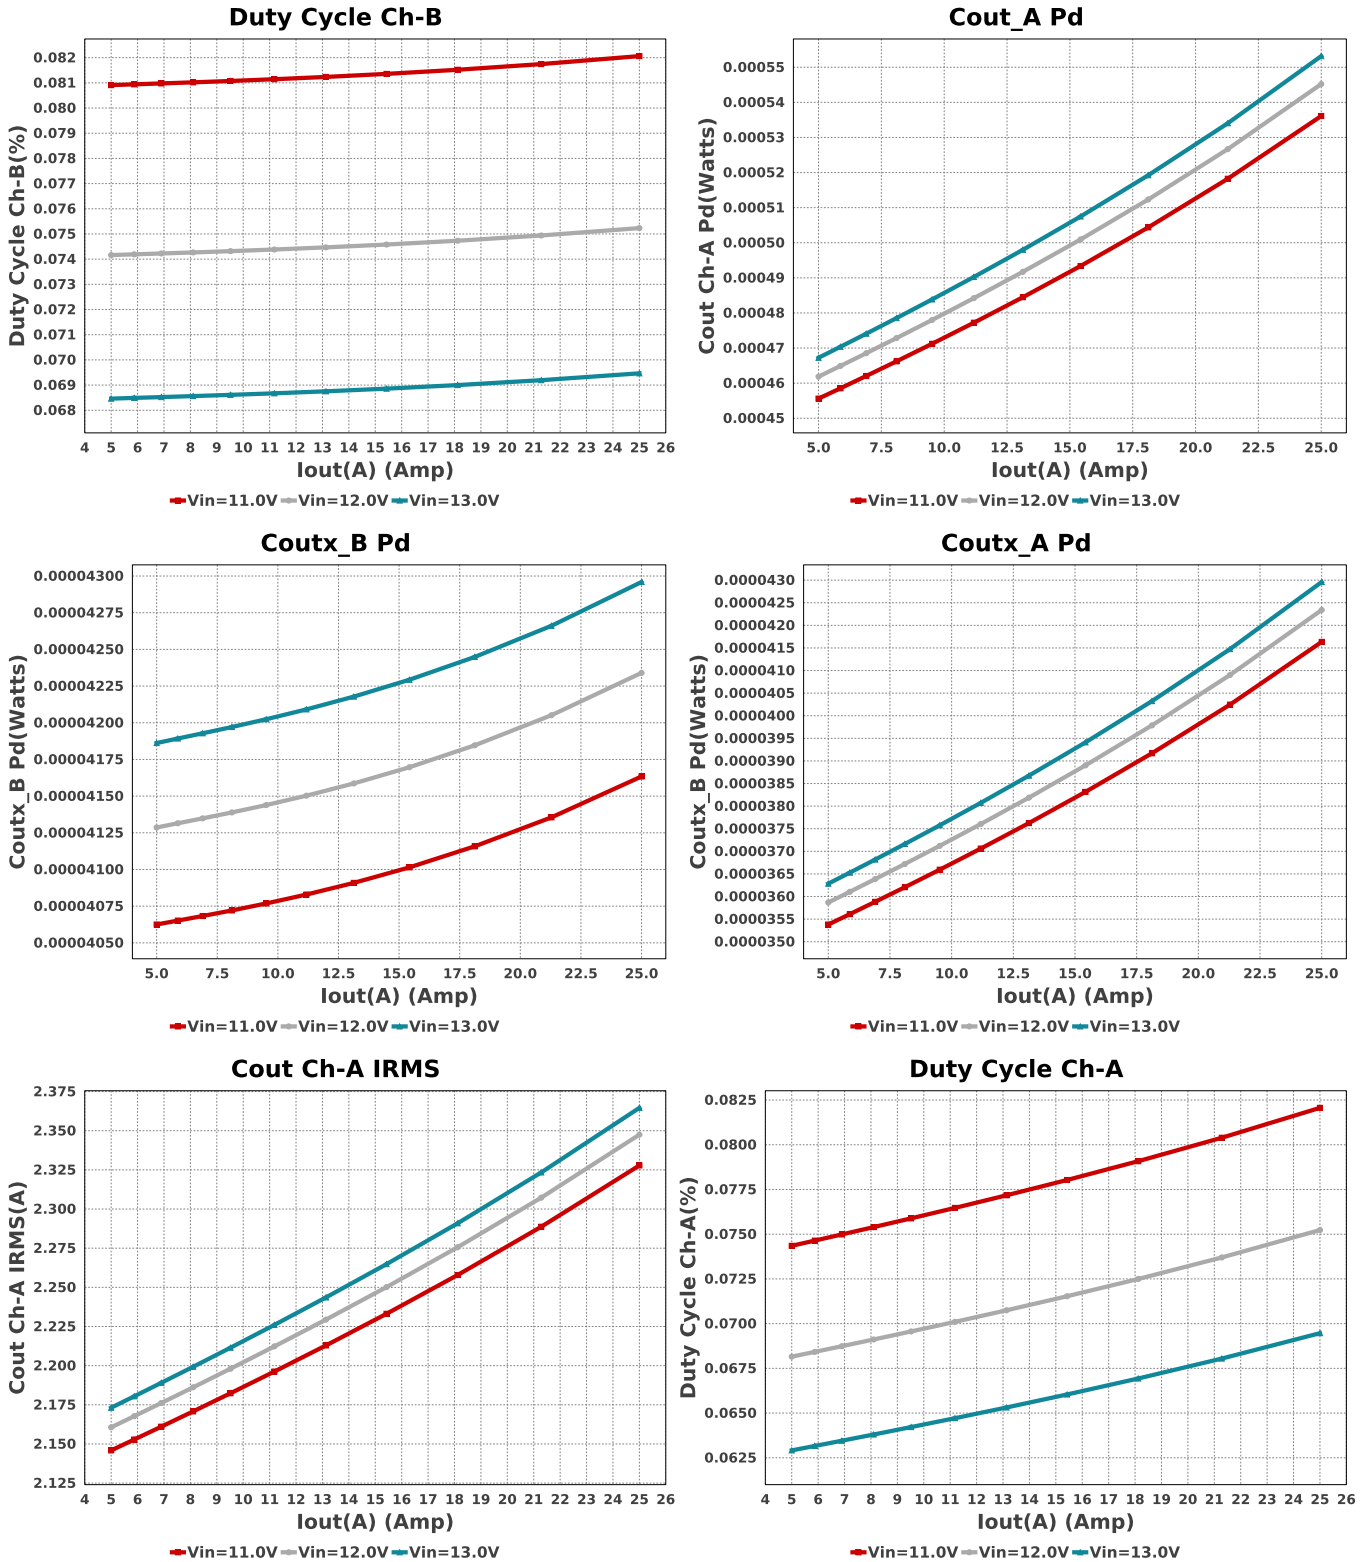 Duty Cycle Ch-B
Duty Cycle Ch-B(%)
0.082
0.081
0.080
0.079
0.078
0.077
0.076
0.075
0.074
0.073
0.072
0.071
0.070
0.069
0.068
4 5 6 7 8 9 10 11 12 13 14 15 16 17 18 19 20 21 22 23 24 25 26
Iout(A) (Amp)
Vin=11.0V Vin=12.0V Vin=13.0V
Cout_A Pd
Cout Ch-A Pd(Watts)
0.00055
0.00054
0.00053
0.00052
0.00051
0.00050
0.00049
0.00048
0.00047
0.00046
0.00045
5.0 7.5 10.0 12.5 15.0 17.5 20.0 22.5 25.0
Iout(A) (Amp)
Vin=11.0V Vin=12.0V Vin=13.0V
Coutx_B Pd
Coutx_B Pd(Watts)
0.00004300
0.00004275
0.00004250
0.00004225
0.00004200
0.00004175
0.00004150
0.00004125
0.00004100
0.00004075
0.00004050
5.0 7.5 10.0 12.5 15.0 17.5 20.0 22.5 25.0
Iout(A) (Amp)
Vin=11.0V Vin=12.0V Vin=13.0V
Coutx_A Pd
Coutx_B Pd(Watts)
0.0000430
0.0000425
0.0000420
0.0000415
0.0000410
0.0000405
0.0000400
0.0000395
0.0000390
0.0000385
0.0000380
0.0000375
0.0000370
0.0000365
0.0000360
0.0000355
0.0000350
5.0 7.5 10.0 12.5 15.0 17.5 20.0 22.5 25.0
Iout(A) (Amp)
Vin=11.0V Vin=12.0V Vin=13.0V
Cout Ch-A IRMS
Cout Ch-A IRMS(A)
2.375
2.350
2.325
2.300
2.275
2.250
2.225
2.200
2.175
2.150
2.125
4 5 6 7 8 9 10 11 12 13 14 15 16 17 18 19 20 21 22 23 24 25 26
Iout(A) (Amp)
Vin=11.0V Vin=12.0V Vin=13.0V
Duty Cycle Ch-A
Duty Cycle Ch-A(%)
0.0825
0.0800
0.0775
0.0750
0.0725
0.0700
0.0675
0.0650
0.0625
4 5 6 7 8 9 10 11 12 13 14 15 16 17 18 19 20 21 22 23 24 25 26
Iout(A) (Amp)
Vin=11.0V Vin=12.0V Vin=13.0V